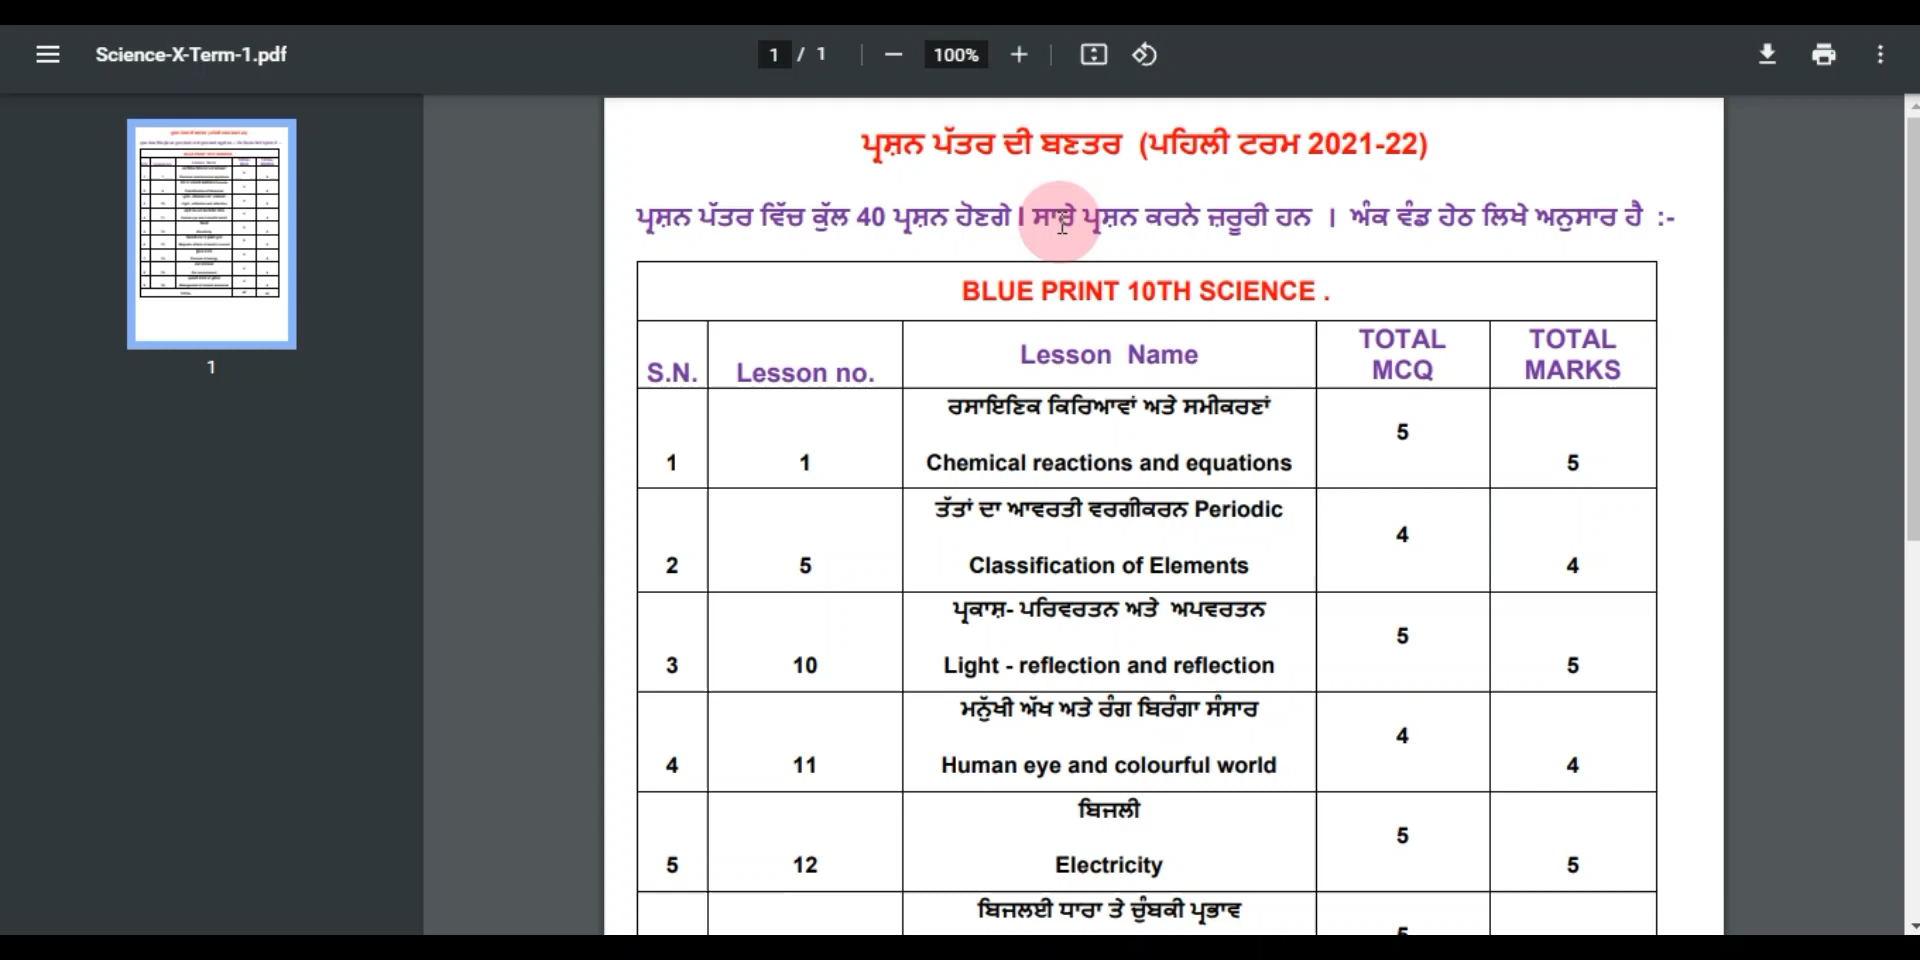 Science-X-Term-1.pdf
1 / 1
100%
1
ਪ੍ਰਸ਼ਨ ਪੱਤਰ ਦੀ ਬਣਤਰ (ਪਹਿਲੀ ਟਰਮ 2021-22)
ਪ੍ਰਸ਼ਨ ਪੱਤਰ ਵਿੱਚ ਕੁੱਲ 40 ਪ੍ਰਸ਼ਨ ਹੋਣਗੇ l ਸਾਰੇ ਪ੍ਰਸ਼ਨ ਕਰਨੇ ਜ਼ਰੂਰੀ ਹਨ । ਅੰਕ ਵੰਡ ਹੇਠ ਲਿਖੇ ਅਨੁਸਾਰ ਹੈ :-
BLUE PRINT 10TH SCIENCE .
S.N. Lesson no. Lesson Name TOTAL MCQ TOTAL MARKS
ਰਸਾਇਣਿਕ ਕਿਰਿਆਵਾਂ ਅਤੇ ਸਮੀਕਰਣਾਂ
1 1 Chemical reactions and equations 5 5
ਤੱਤਾਂ ਦਾ ਆਵਰਤੀ ਵਰਗੀਕਰਨ Periodic
2 5 Classification of Elements 4 4
ਪ੍ਰਕਾਸ਼- ਪਰਿਵਰਤਨ ਅਤੇ ਅਪਵਰਤਨ
3 10 Light - reflection and reflection 5 5
ਮਨੁੱਖੀ ਅੱਖ ਅਤੇ ਰੰਗ ਬਿਰੰਗਾ ਸੰਸਾਰ
4 11 Human eye and colourful world 4 4
ਬਿਜਲੀ
5 12 Electricity 5 5
ਬਿਜਲਈ ਧਾਰਾ ਤੇ ਚੁੰਬਕੀ ਪ੍ਰਭਾਵ